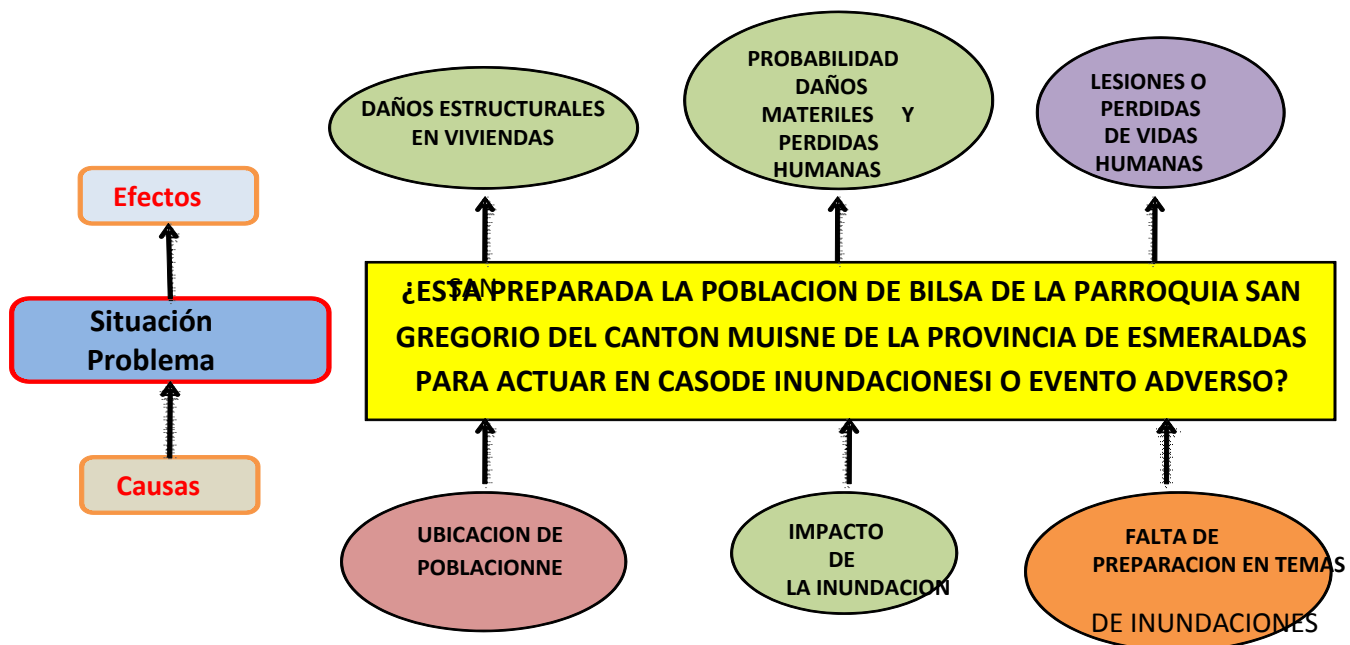 DAÑOS ESTRUCTURALES
EN VIVIENDAS
PROBABILIDAD
DAÑOS
MATERILES Y
PERDIDAS
HUMANAS
LESIONES O
PERDIDAS
DE VIDAS
HUMANAS
Efectos
Situación
Problema
Causas
SAN
¿ESTA PREPARADA LA POBLACION DE BILSA DE LA PARROQUIA SAN
GREGORIO DEL CANTON MUISNE DE LA PROVINCIA DE ESMERALDAS
PARA ACTUAR EN CASODE INUNDACIONESI O EVENTO ADVERSO?
UBICACION DE
POBLACIONNE
IMPACTO
DE
LA INUNDACION
FALTA DE
PREPARACION EN TEMAS
DE INUNDACIONES